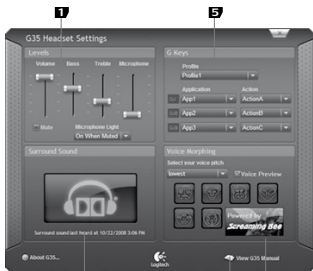 1
5
G35 Headset Settings
Levels
Volume Bass Treble Microphone
Mute
Microphone Light
On When Muted
G Keys
Profile
Profile1
Application Action
App1 ActionA
App2 ActionB
App3 ActionC
Surround Sound
Surround sound last heard at 10/22/2008 3:06 PM
Voice Morphing
Select your voice pitch
lowest
Voice Preview
Powered by
Screaming Bee
About G35...
Logitech
View G35 Manual